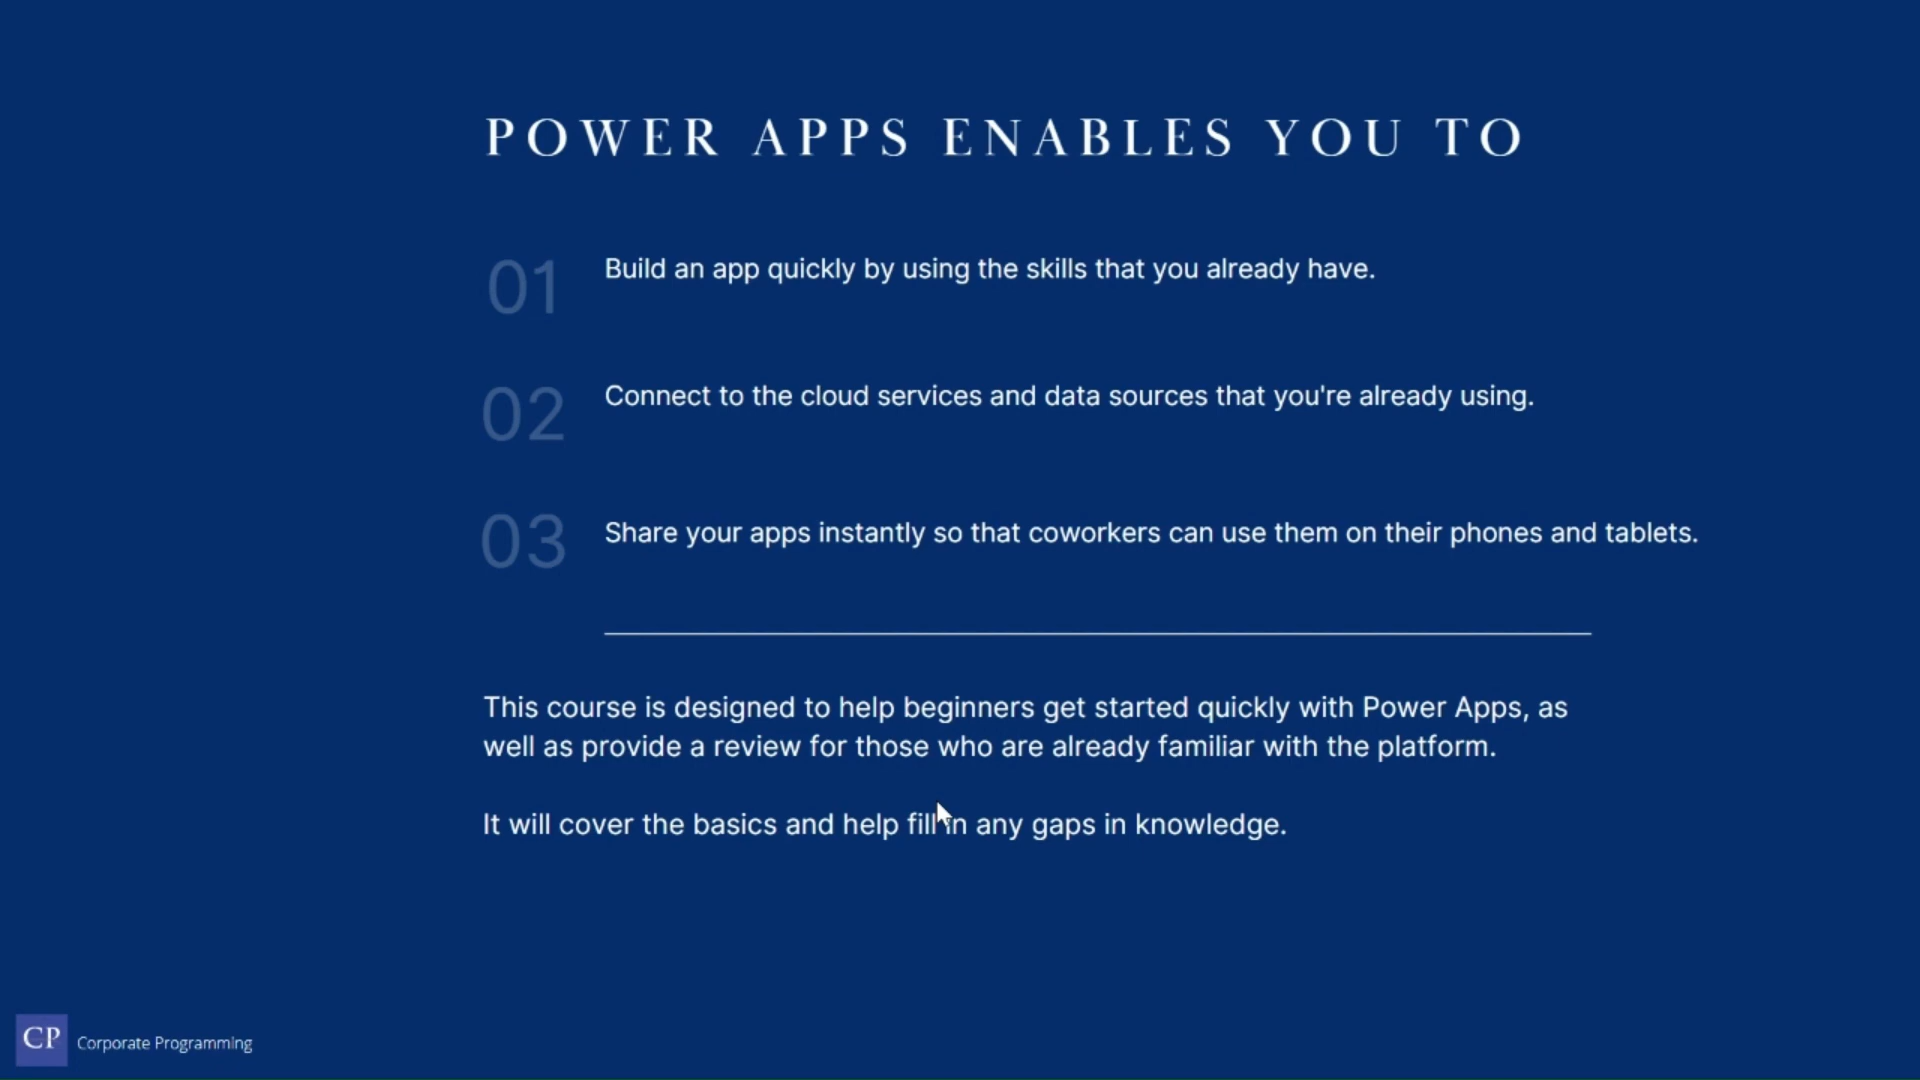 POWER APPS ENABLES YOU TO
01 Build an app quickly by using the skills that you already have.
02 Connect to the cloud services and data sources that you're already using.
03 Share your apps instantly so that coworkers can use them on their phones and tablets.
This course is designed to help beginners get started quickly with Power Apps, as
well as provide a review for those who are already familiar with the platform.
It will cover the basics and help fill in any gaps in knowledge.
CP Corporate Programming